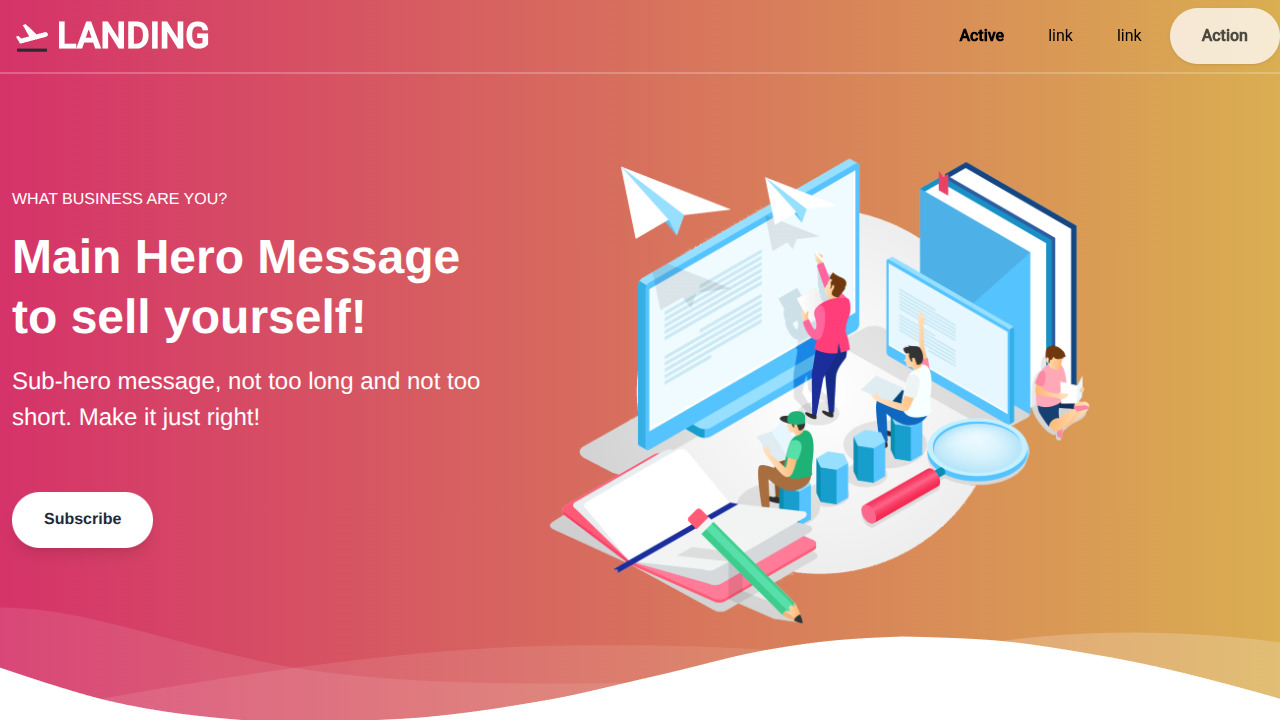 LANDING
Active
link
link
Action
WHAT BUSINESS ARE YOU?
Main Hero Message
to sell yourself!
Sub-hero message, not too long and not too
short. Make it just right!
Subscribe